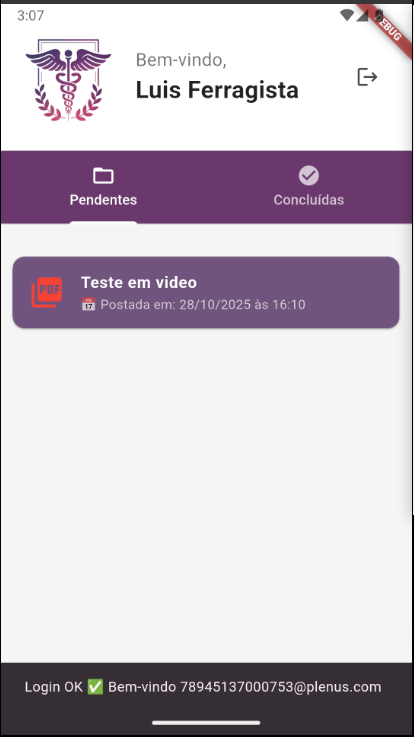 3:07
DEBUG
Bem-vindo,
Luis Ferragista
Pendentes
Concluídas
PDF
Teste em video
📅 Postada em: 28/10/2025 às 16:10
Login OK ✅ Bem-vindo 78945137000753@plenus.com